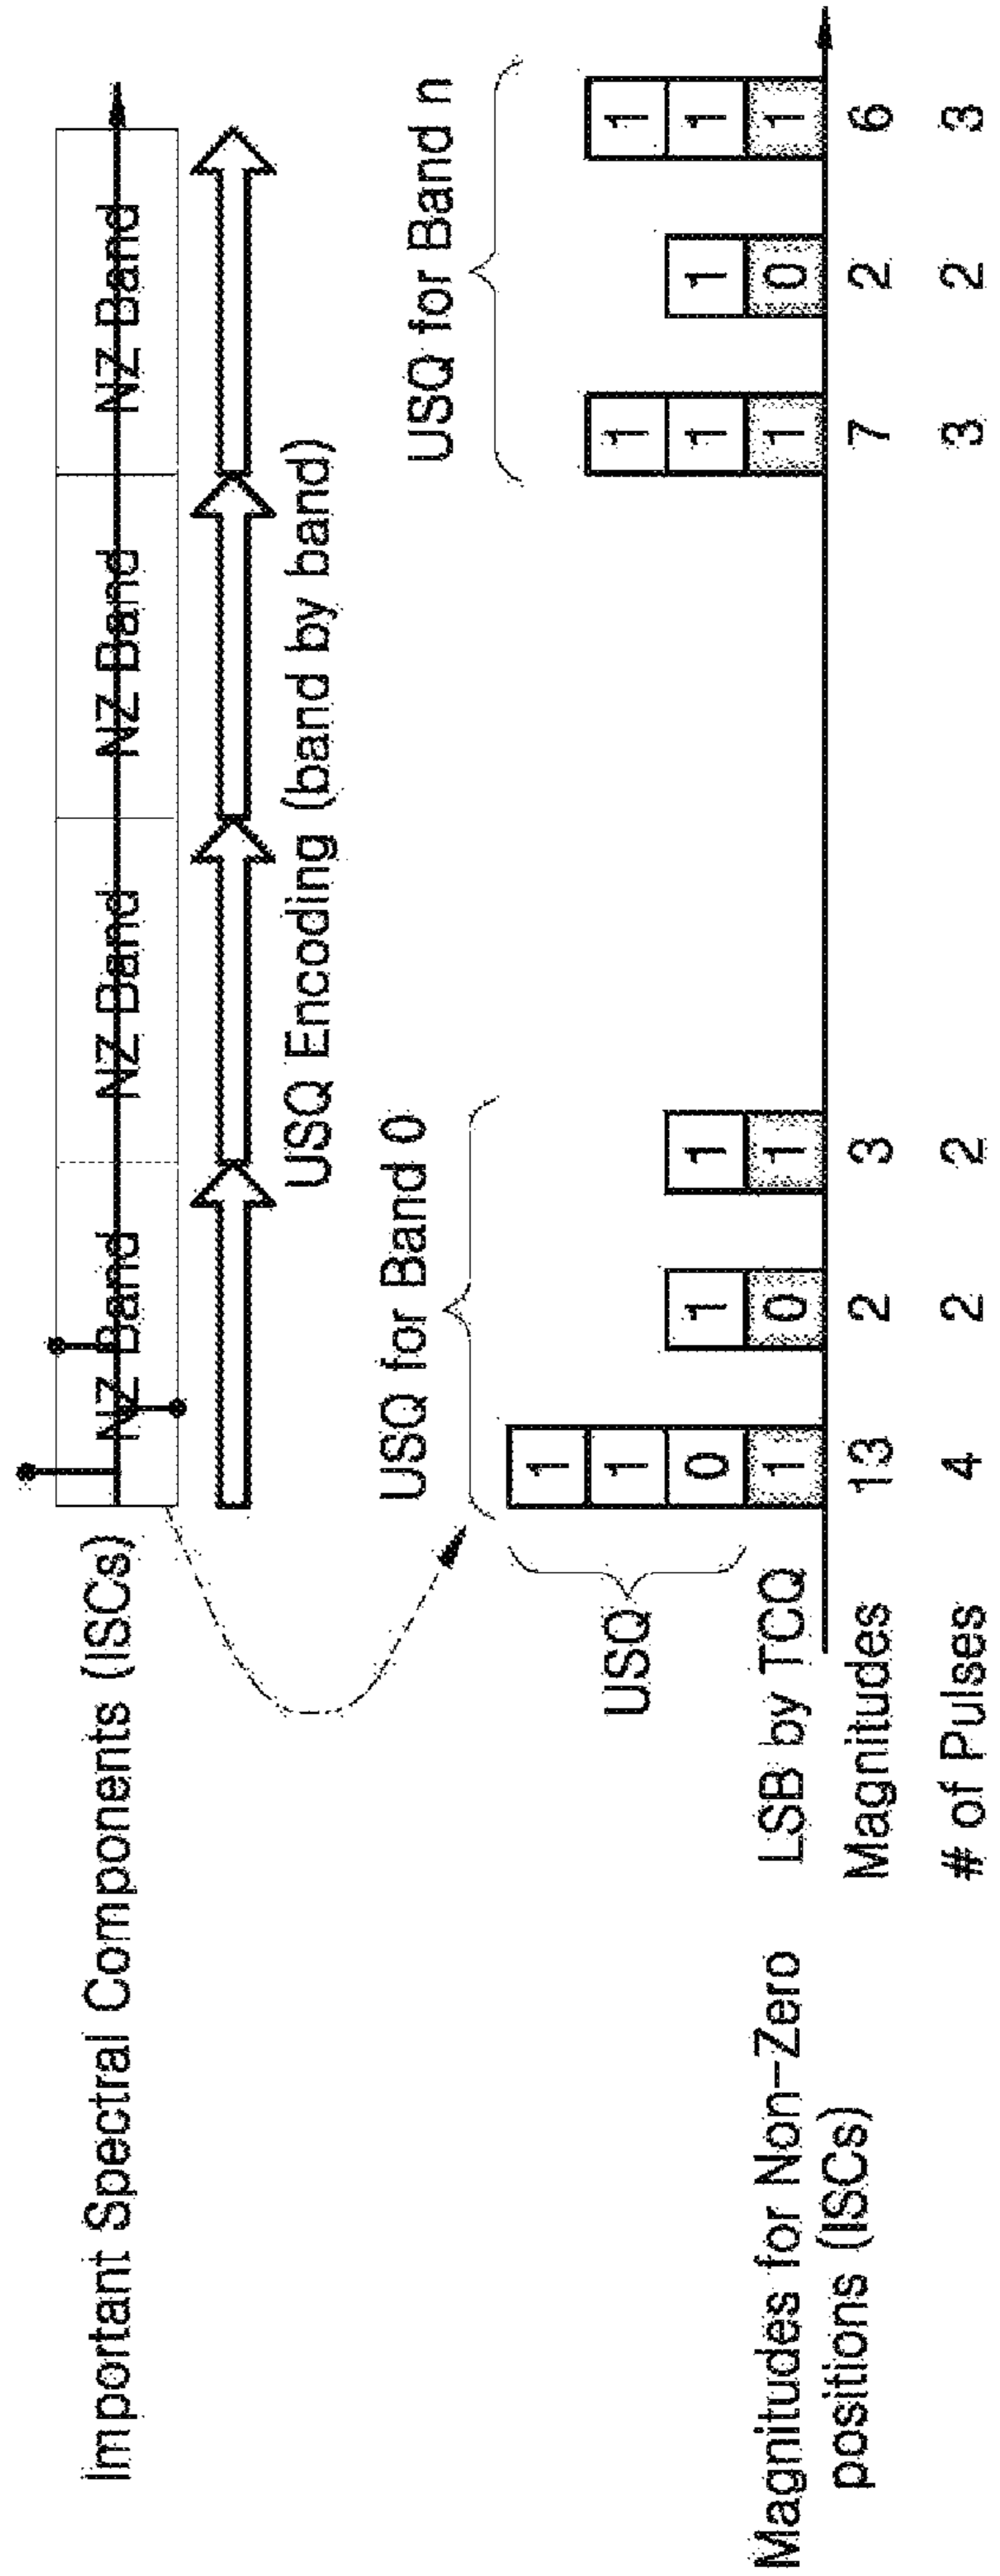 Important Spectral Components (ISCs)
NZ Band NZ Band NZ Band NZ Band
USQ Encoding (band by band)
USQ for Band 0
USQ for Band n
USQ
1 1 1
1 1 1
0 1 1 1 1 1
LSB by TCQ 1 0 1 1 0 1
Magnitudes 13 2 3 7 2 6
# of Pulses 4 2 2 3 2 3
Magnitudes for Non-Zero
positions (ISCs)